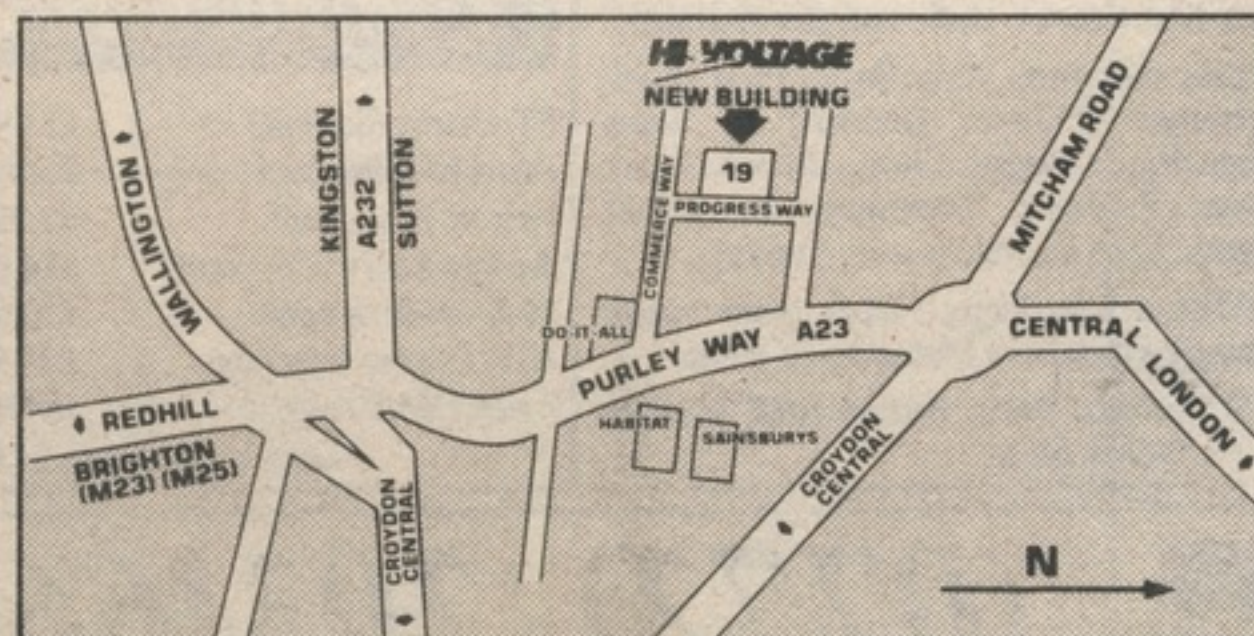 HI-VOLTAGE
NEW BUILDING
19
PROGRESS WAY
COMMERCE WAY
MITCHAM ROAD
KINGSTON
A232
SUTTON
WALLINGTON
DO-IT-ALL
PURLEY WAY A23
CENTRAL LONDON
REDHILL
BRIGHTON
(M23) (M25)
HABITAT
SAINSBURYS
CROYDON
CENTRAL
CROYDON
CENTRAL
N